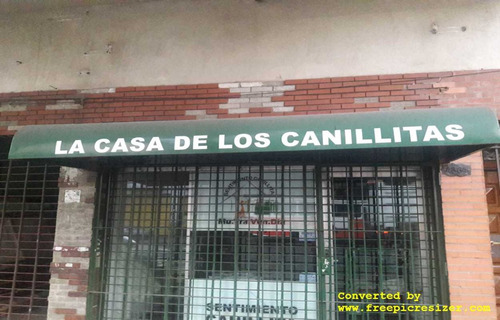 LA CASA DE LOS CANILLITAS
SENTIMIENTO
Converted by
www.freepicresizer.com